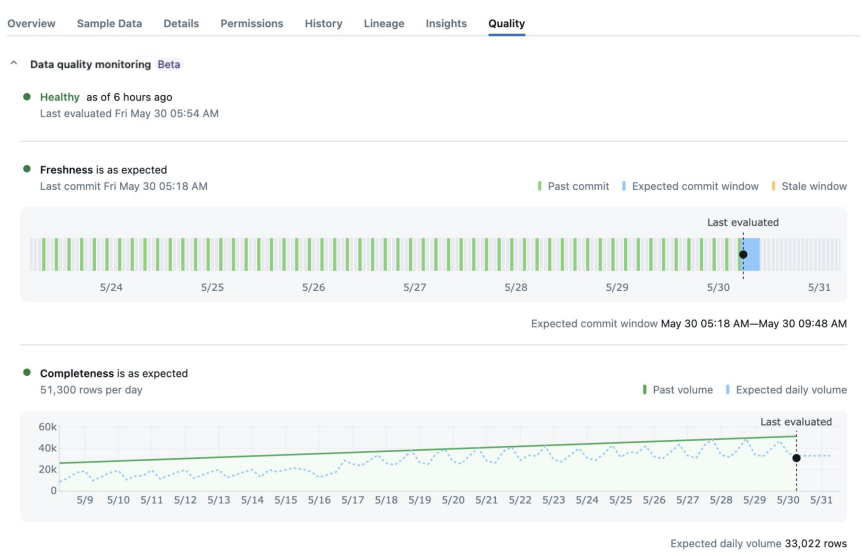 Overview Sample Data Details Permissions History Lineage Insights Quality
Data quality monitoring Beta
Healthy as of 6 hours ago
Last evaluated Fri May 30 05:54 AM
Freshness is as expected
Last commit Fri May 30 05:18 AM
Past commit Expected commit window Stale window
Last evaluated
5/24 5/25 5/26 5/27 5/28 5/29 5/30 5/31
Expected commit window May 30 05:18 AM—May 30 09:48 AM
Completeness is as expected
51,300 rows per day
Past volume Expected daily volume
Last evaluated
60k
40k
20k
0
5/9 5/10 5/11 5/12 5/13 5/14 5/15 5/16 5/17 5/18 5/19 5/20 5/21 5/22 5/23 5/24 5/25 5/26 5/27 5/28 5/29 5/30 5/31
Expected daily volume 33,022 rows